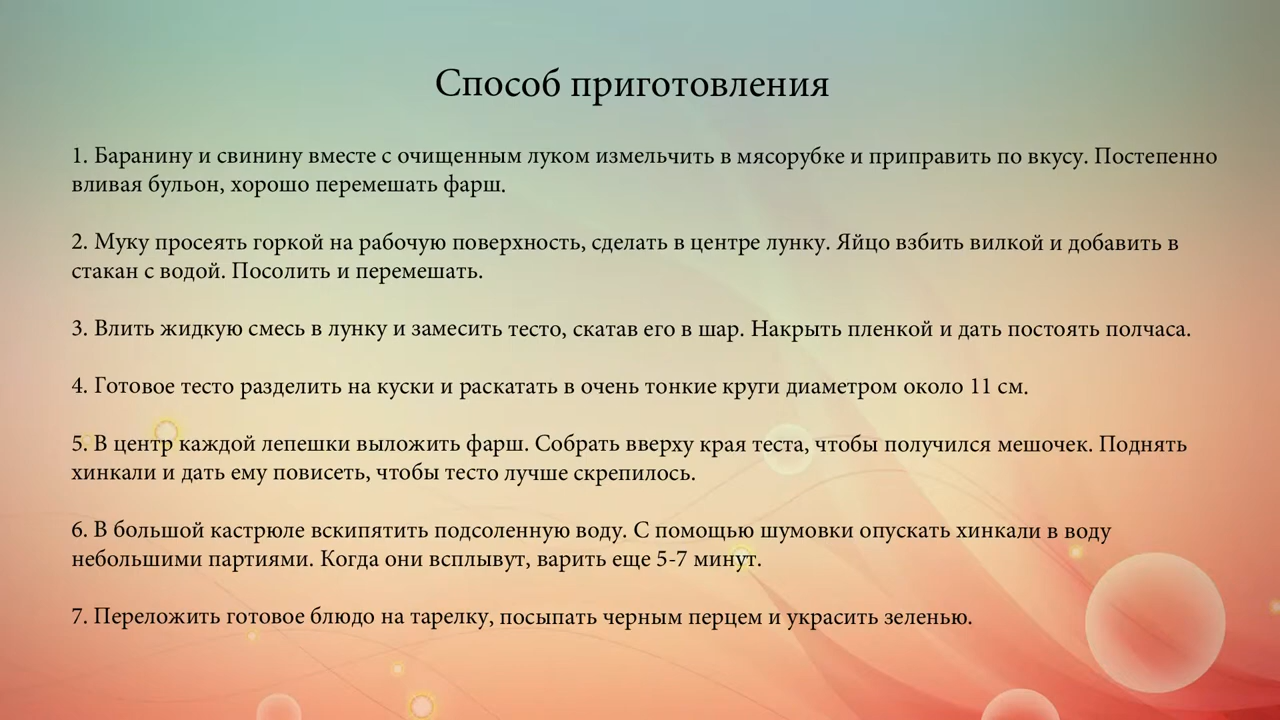 Способ приготовления
1. Баранину и свинину вместе с очищенным луком измельчить в мясорубке и приправить по вкусу. Постепенно
вливая бульон, хорошо перемешать фарш.
2. Муку просеять горкой на рабочую поверхность, сделать в центре лунку. Яйцо взбить вилкой и добавить в
стакан с водой. Посолить и перемешать.
3. Влить жидкую смесь в лунку и замесить тесто, скатав его в шар. Накрыть пленкой и дать постоять полчаса.
4. Готовое тесто разделить на куски и раскатать в очень тонкие круги диаметром около 11 см.
5. В центр каждой лепешки выложить фарш. Собрать вверху края теста, чтобы получился мешочек. Поднять
хинкали и дать ему повисеть, чтобы тесто лучше скрепилось.
6. В большой кастрюле вскипятить подсоленную воду. С помощью шумовки опускать хинкали в воду
небольшими партиями. Когда они всплывут, варить еще 5-7 минут.
7. Переложить готовое блюдо на тарелку, посыпать черным перцем и украсить зеленью.